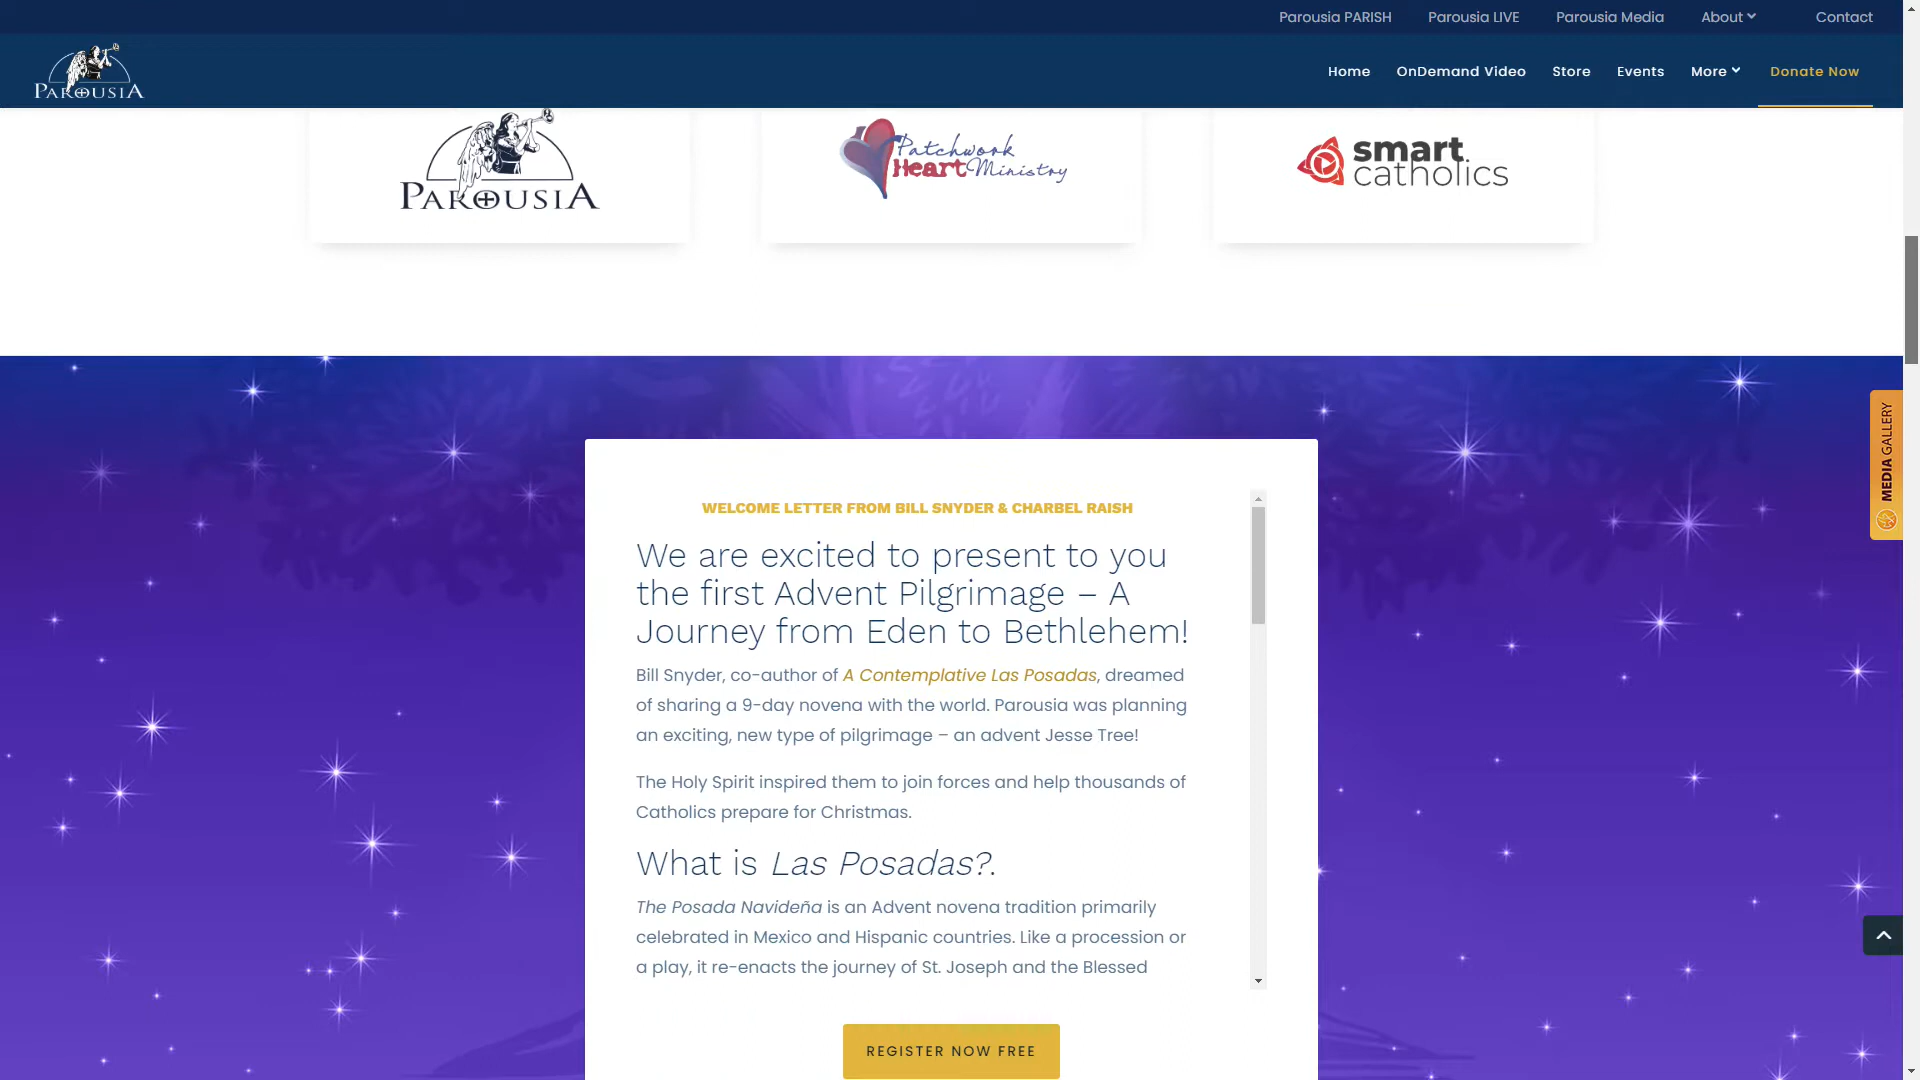 Parousia PARISH
Parousia LIVE
Parousia Media
About
Contact
PAROUSIA
Home
OnDemand Video
Store
Events
More
Donate Now
PAROUSIA
Patchwork
Heart Ministry
smart
catholics
MEDIA GALLERY
WELCOME LETTER FROM BILL SNYDER & CHARBEL RAISH
We are excited to present to you
the first Advent Pilgrimage – A
Journey from Eden to Bethlehem!
Bill Snyder, co-author of A Contemplative Las Posadas, dreamed
of sharing a 9-day novena with the world. Parousia was planning
an exciting, new type of pilgrimage – an advent Jesse Tree!
The Holy Spirit inspired them to join forces and help thousands of
Catholics prepare for Christmas.
What is Las Posadas?.
The Posada Navideña is an Advent novena tradition primarily
celebrated in Mexico and Hispanic countries. Like a procession or
a play, it re-enacts the journey of St. Joseph and the Blessed
REGISTER NOW FREE